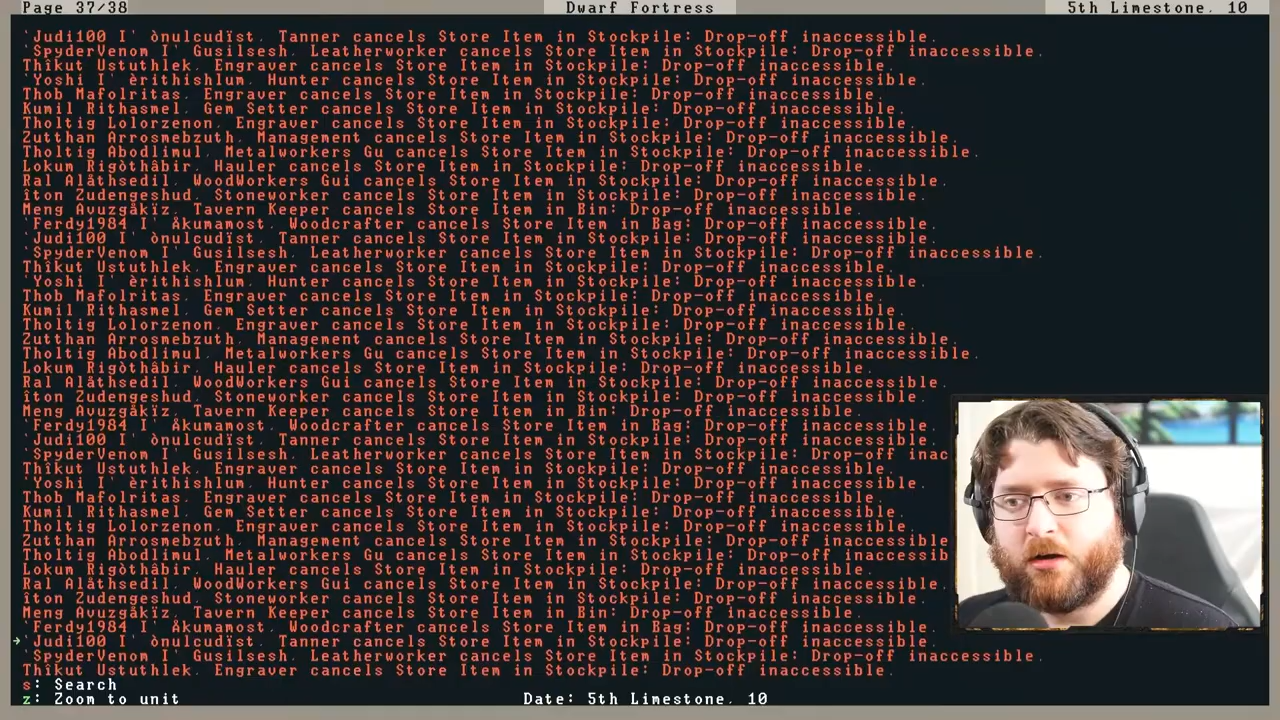 Page 37/38 Dwarf Fortress 5th Limestone, 10
`Judi100 I' ònulcudïst, Tanner cancels Store Item in Stockpile: Drop-off inaccessible.
`SpyderVenom I' Gusilsesh, Leatherworker cancels Store Item in Stockpile: Drop-off inaccessible.
Thîkut Ustuthlek, Engraver cancels Store Item in Stockpile: Drop-off inaccessible.
`Yoshi I' èrithishlum, Hunter cancels Store Item in Stockpile: Drop-off inaccessible.
Thob Mafolritas, Engraver cancels Store Item in Stockpile: Drop-off inaccessible.
Kumil Rithasmel, Gem Setter cancels Store Item in Stockpile: Drop-off inaccessible.
Tholtig Lolorzenon, Engraver cancels Store Item in Stockpile: Drop-off inaccessible.
Zutthan Arrosmebzuth, Management cancels Store Item in Stockpile: Drop-off inaccessible.
Tholtig Abodlimul, Metalworkers Gu cancels Store Item in Stockpile: Drop-off inaccessible.
Lokum Rigòthâbir, Hauler cancels Store Item in Stockpile: Drop-off inaccessible.
Ral Alåthsedil, WoodWorkers Gui cancels Store Item in Stockpile: Drop-off inaccessible.
îton Zudengeshud, Stoneworker cancels Store Item in Stockpile: Drop-off inaccessible.
Meng Avuzgåkïz, Tavern Keeper cancels Store Item in Bin: Drop-off inaccessible.
`Ferdy1984 I' Åkumamost, Woodcrafter cancels Store Item in Bag: Drop-off inaccessible.
`Judi100 I' ònulcudïst, Tanner cancels Store Item in Stockpile: Drop-off inaccessible.
`SpyderVenom I' Gusilsesh, Leatherworker cancels Store Item in Stockpile: Drop-off inaccessible.
Thîkut Ustuthlek, Engraver cancels Store Item in Stockpile: Drop-off inaccessible.
`Yoshi I' èrithishlum, Hunter cancels Store Item in Stockpile: Drop-off inaccessible.
Thob Mafolritas, Engraver cancels Store Item in Stockpile: Drop-off inaccessible.
Kumil Rithasmel, Gem Setter cancels Store Item in Stockpile: Drop-off inaccessible.
Tholtig Lolorzenon, Engraver cancels Store Item in Stockpile: Drop-off inaccessible.
Zutthan Arrosmebzuth, Management cancels Store Item in Stockpile: Drop-off inaccessible.
Tholtig Abodlimul, Metalworkers Gu cancels Store Item in Stockpile: Drop-off inaccessible.
Lokum Rigòthâbir, Hauler cancels Store Item in Stockpile: Drop-off inaccessible.
Ral Alåthsedil, WoodWorkers Gui cancels Store Item in Stockpile: Drop-off inaccessible.
îton Zudengeshud, Stoneworker cancels Store Item in Stockpile: Drop-off inaccessible.
Meng Avuzgåkïz, Tavern Keeper cancels Store Item in Bin: Drop-off inaccessible.
`Ferdy1984 I' Åkumamost, Woodcrafter cancels Store Item in Bag: Drop-off inaccessible.
`Judi100 I' ònulcudïst, Tanner cancels Store Item in Stockpile: Drop-off inaccessible.
`SpyderVenom I' Gusilsesh, Leatherworker cancels Store Item in Stockpile: Drop-off inac
Thîkut Ustuthlek, Engraver cancels Store Item in Stockpile: Drop-off inaccessible.
`Yoshi I' èrithishlum, Hunter cancels Store Item in Stockpile: Drop-off inaccessible.
Thob Mafolritas, Engraver cancels Store Item in Stockpile: Drop-off inaccessible.
Kumil Rithasmel, Gem Setter cancels Store Item in Stockpile: Drop-off inaccessible.
Tholtig Lolorzenon, Engraver cancels Store Item in Stockpile: Drop-off inaccessible.
Zutthan Arrosmebzuth, Management cancels Store Item in Stockpile: Drop-off inaccessible
Tholtig Abodlimul, Metalworkers Gu cancels Store Item in Stockpile: Drop-off inaccessib
Lokum Rigòthâbir, Hauler cancels Store Item in Stockpile: Drop-off inaccessible.
Ral Alåthsedil, WoodWorkers Gui cancels Store Item in Stockpile: Drop-off inaccessible.
îton Zudengeshud, Stoneworker cancels Store Item in Stockpile: Drop-off inaccessible.
Meng Avuzgåkïz, Tavern Keeper cancels Store Item in Bin: Drop-off inaccessible.
`Ferdy1984 I' Åkumamost, Woodcrafter cancels Store Item in Bag: Drop-off inaccessible.
→`Judi100 I' ònulcudïst, Tanner cancels Store Item in Stockpile: Drop-off inaccessible.
`SpyderVenom I' Gusilsesh, Leatherworker cancels Store Item in Stockpile: Drop-off inaccessible.
Thîkut Ustuthlek, Engraver cancels Store Item in Stockpile: Drop-off inaccessible.
s: Search
z: Zoom to unit Date: 5th Limestone, 10